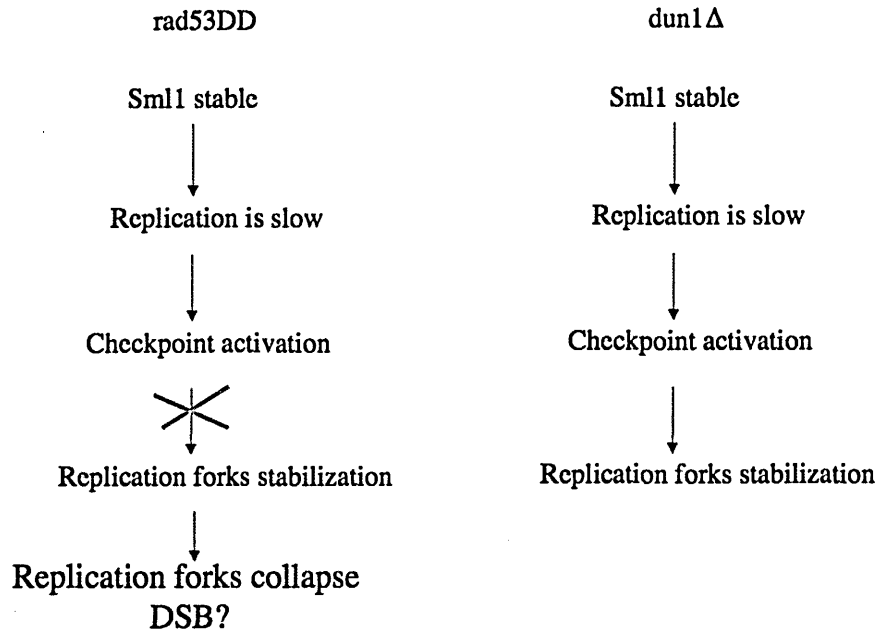 rad53DD
Sml1 stable
Replication is slow
Checkpoint activation
Replication forks stabilization
Replication forks collapse
DSB?
dun1Δ
Sml1 stable
Replication is slow
Checkpoint activation
Replication forks stabilization